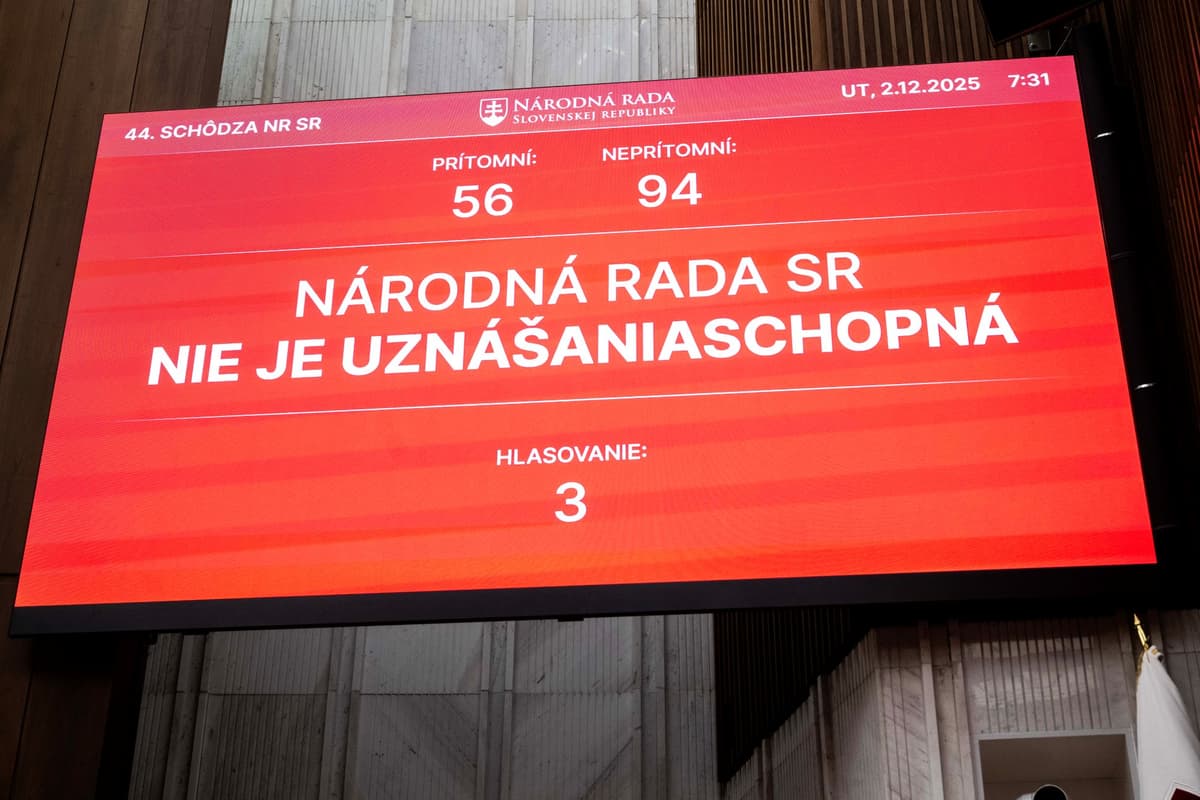 44. SCHÔDZA NR SR
NÁRODNÁ RADA
SLOVENSKEJ REPUBLIKY
UT, 2.12.2025 7:31
PRÍTOMNÍ: NEPRÍTOMNÍ:
56 94
NÁRODNÁ RADA SR
NIE JE UZNÁŠANIASCHOPNÁ
HLASOVANIE:
3